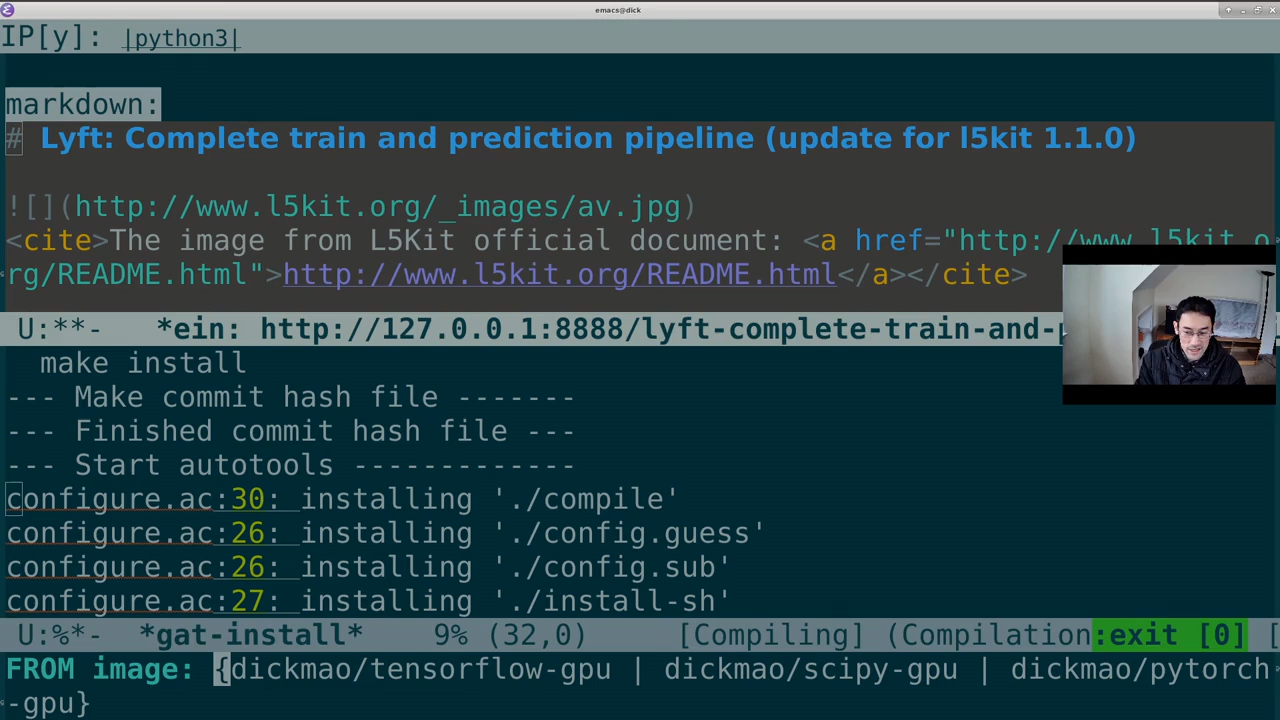 emacs@dick
IP[y]: |python3|
markdown:
# Lyft: Complete train and prediction pipeline (update for l5kit 1.1.0)
![](http://www.l5kit.org/_images/av.jpg)
<cite>The image from L5Kit official document: <a href="http://www.l5kit.o
rg/README.html">http://www.l5kit.org/README.html</a></cite>
U:**-  *ein: http://127.0.0.1:8888/lyft-complete-train-and-
make install
--- Make commit hash file -------
--- Finished commit hash file ---
--- Start autotools -------------
configure.ac:30: installing './compile'
configure.ac:26: installing './config.guess'
configure.ac:26: installing './config.sub'
configure.ac:27: installing './install-sh'
U:%*-  *gat-install*    9% (32,0)     [Compiling] (Compilation:exit [0] [
FROM image: {dickmao/tensorflow-gpu | dickmao/scipy-gpu | dickmao/pytorch
-gpu}